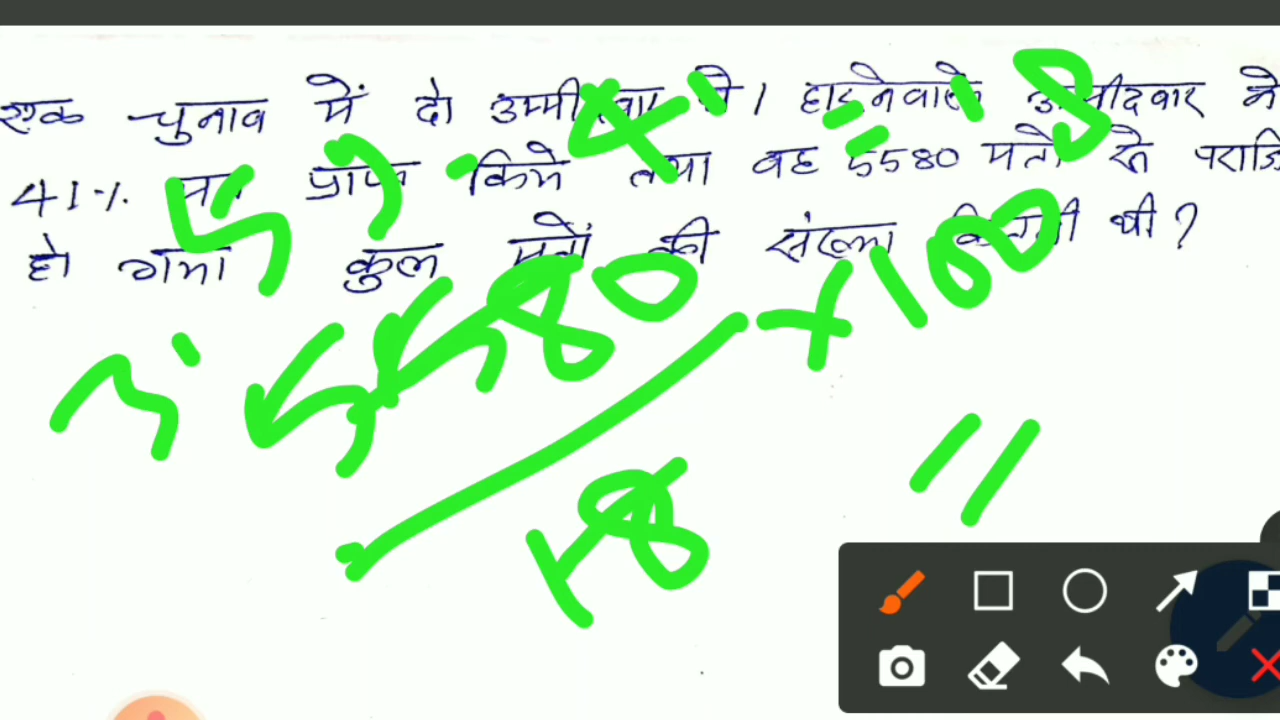 एक चुनाव में दो उम्मीदवार थे। हारनेवाले उम्मीदवार ने
41% मत प्राप्त किये तथा वह 5580 मतों से पराजि
हो गया कुल मतों की संख्या कितनी थी?
59 - 41 = 18
5580 × 100
18
=